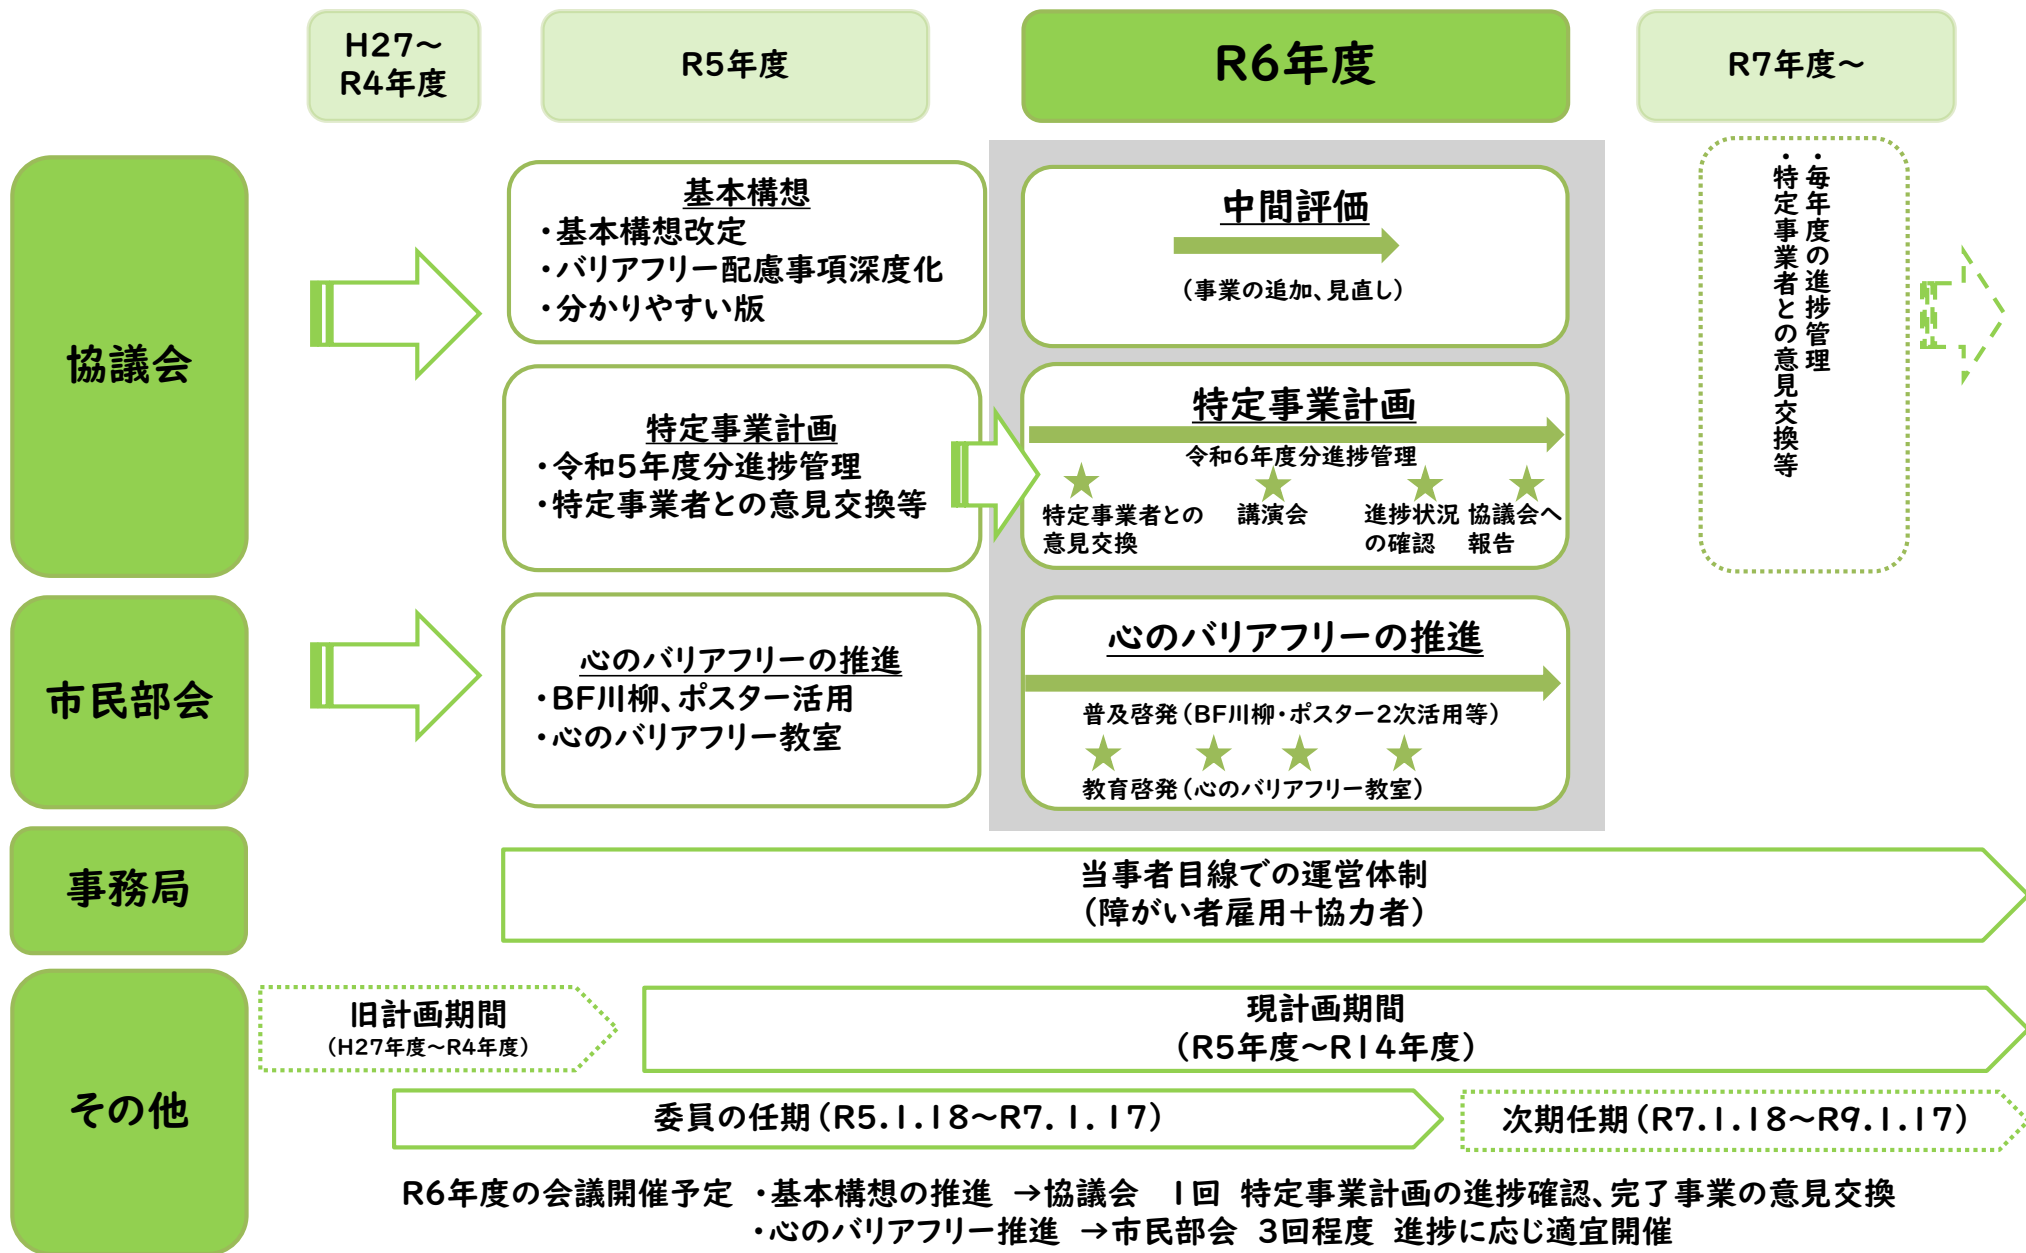 H27～
R4年度
R5年度
R6年度
R7年度～
協議会
基本構想
・基本構想改定
・バリアフリー配慮事項深度化
・分かりやすい版
中間評価
（事業の追加、見直し）
・毎年度の進捗管理
・特定事業者との意見交換等
特定事業計画
・令和5年度分進捗管理
・特定事業者との意見交換等
特定事業計画
令和6年度分進捗管理
特定事業者との
意見交換
講演会
進捗状況
の確認
協議会へ
報告
市民部会
心のバリアフリーの推進
・BF川柳、ポスター活用
・心のバリアフリー教室
心のバリアフリーの推進
普及啓発（BF川柳・ポスター2次活用等）
教育啓発（心のバリアフリー教室）
事務局
当事者目線での運営体制
（障がい者雇用＋協力者）
その他
旧計画期間
（H27年度～R4年度）
現計画期間
（R5年度～R14年度）
委員の任期（R5.1.18～R7.1.17）
次期任期（R7.1.18～R9.1.17）
R6年度の会議開催予定 ・基本構想の推進 →協議会 1回 特定事業計画の進捗確認、完了事業の意見交換
・心のバリアフリー推進 →市民部会 3回程度 進捗に応じ適宜開催